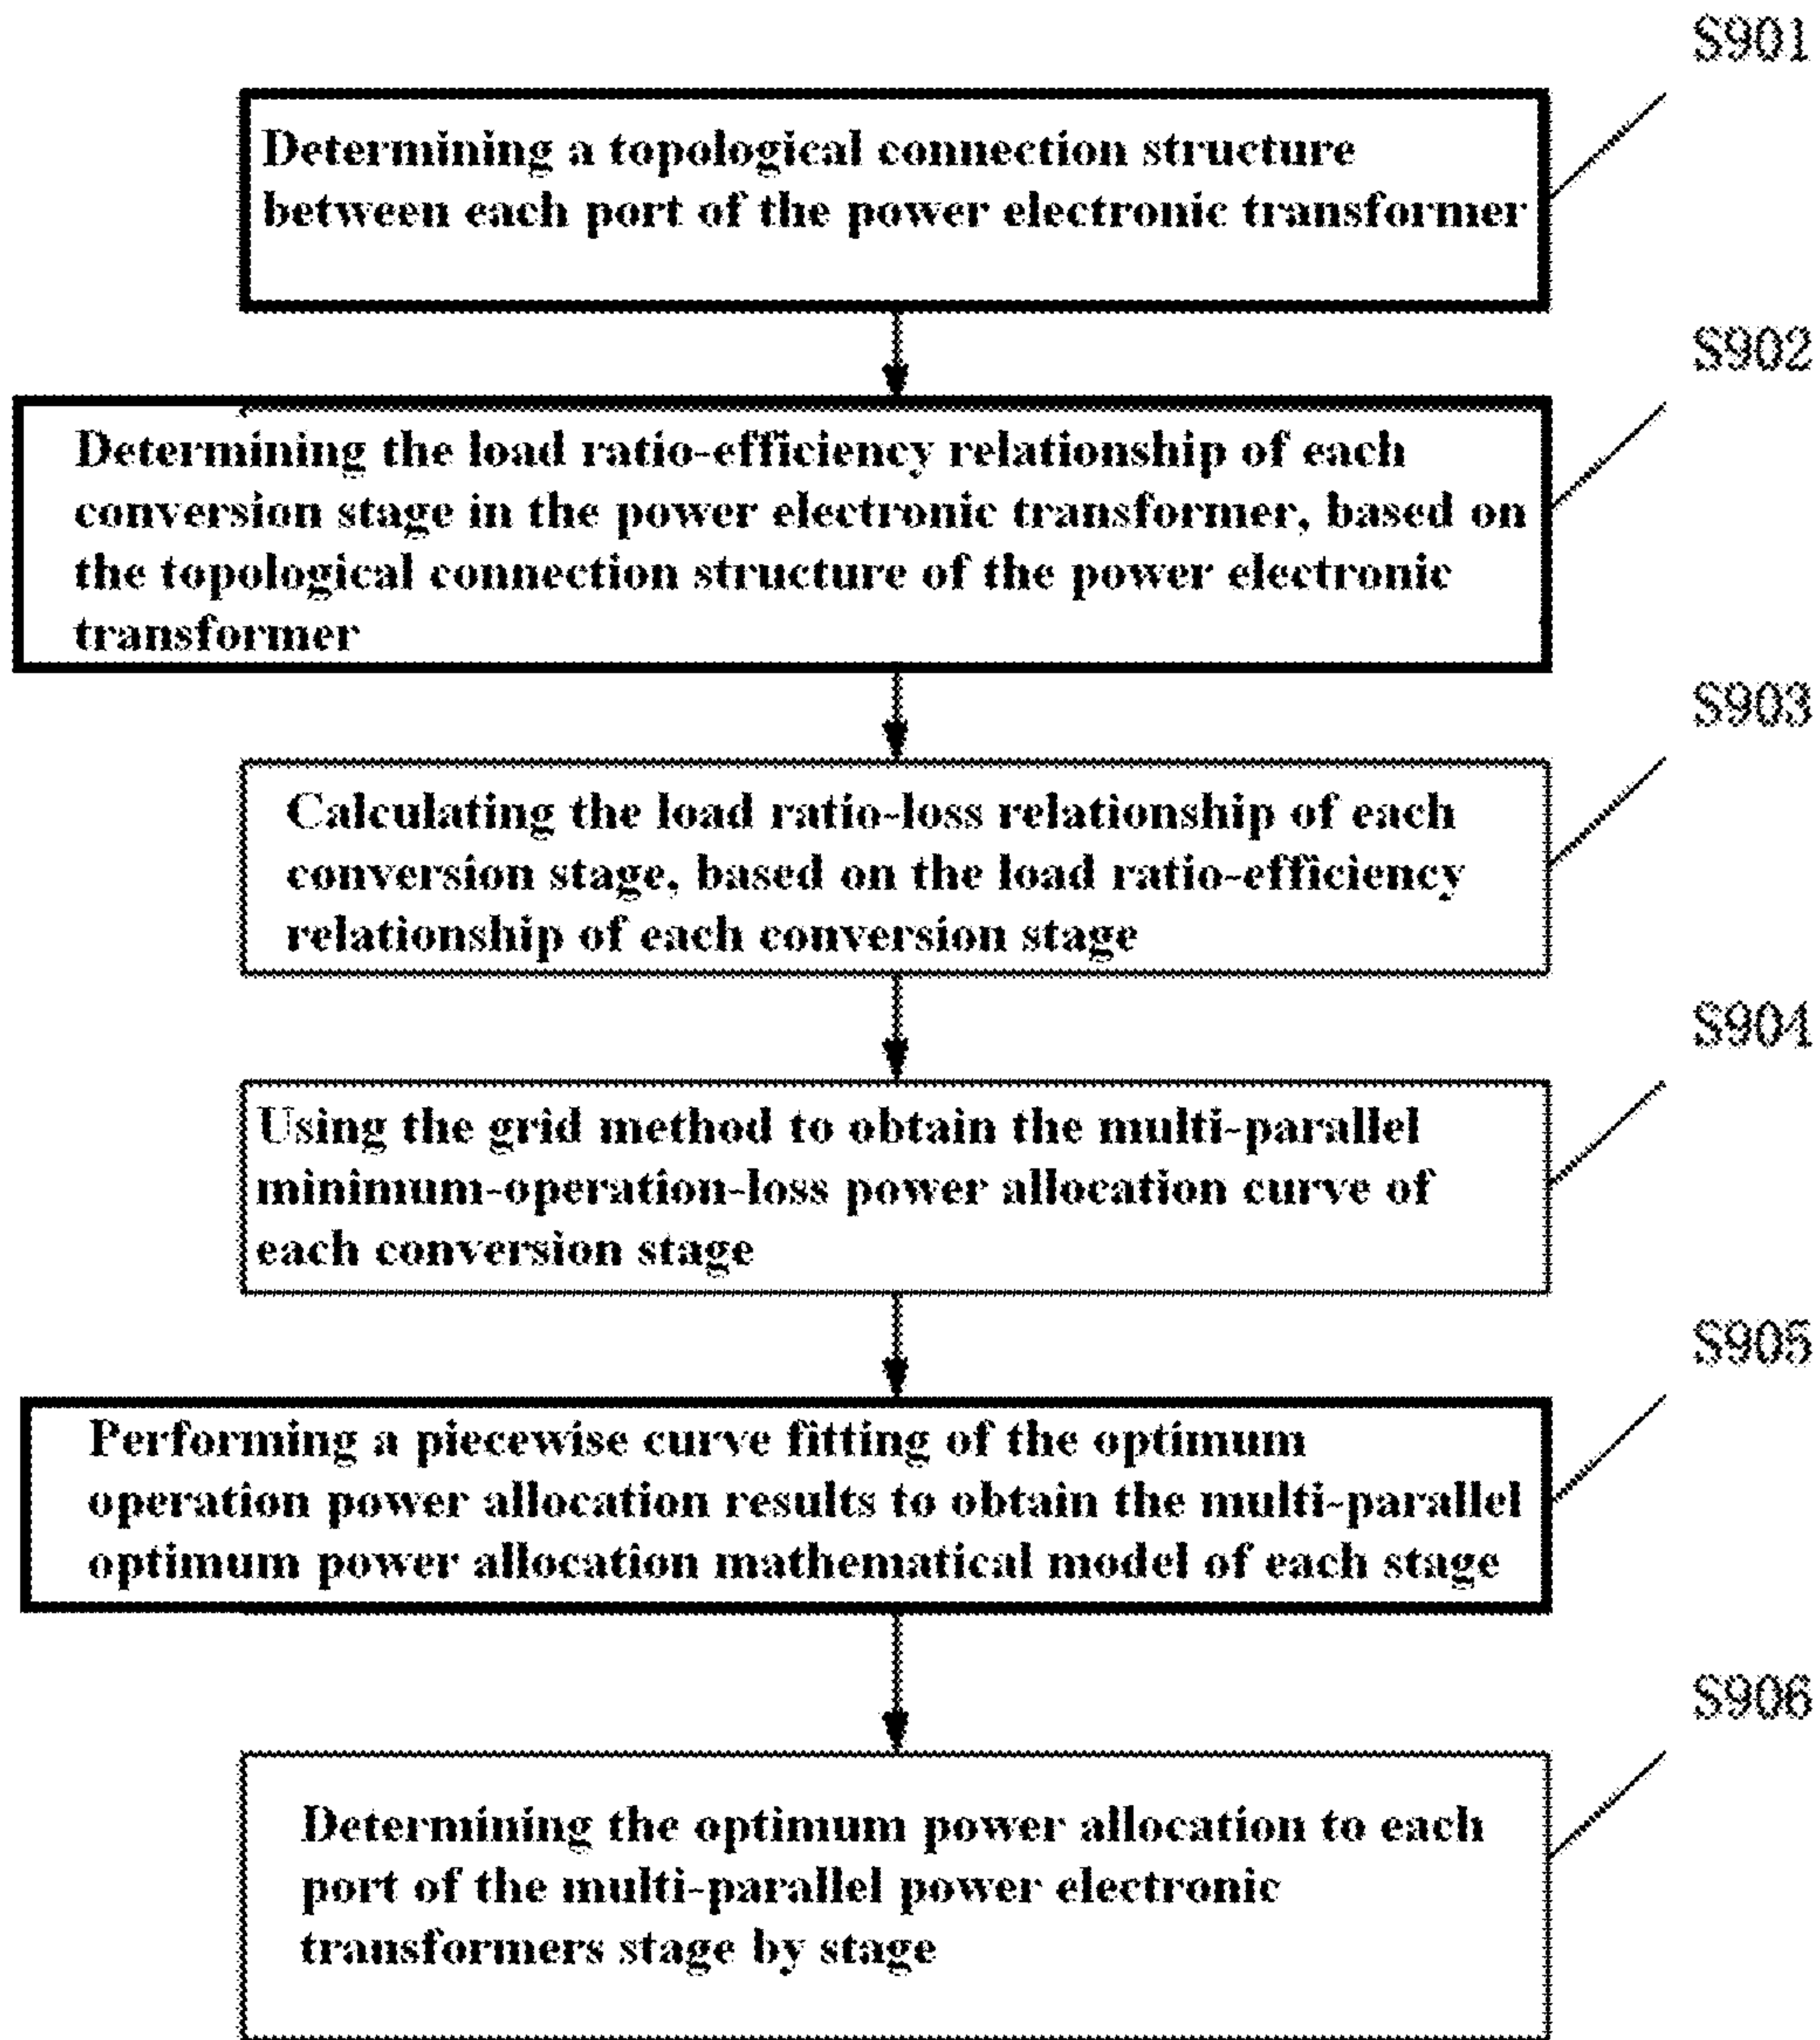 S901
Determining a topological connection structure
between each port of the power electronic transformer
S902
Determining the load ratio-efficiency relationship of each
conversion stage in the power electronic transformer, based on
the topological connection structure of the power electronic
transformer
S903
Calculating the load ratio-loss relationship of each
conversion stage, based on the load ratio-efficiency
relationship of each conversion stage
S904
Using the grid method to obtain the multi-parallel
minimum-operation-loss power allocation curve of
each conversion stage
S905
Performing a piecewise curve fitting of the optimum
operation power allocation results to obtain the multi-parallel
optimum power allocation mathematical model of each stage
S906
Determining the optimum power allocation to each
port of the multi-parallel power electronic
transformers stage by stage